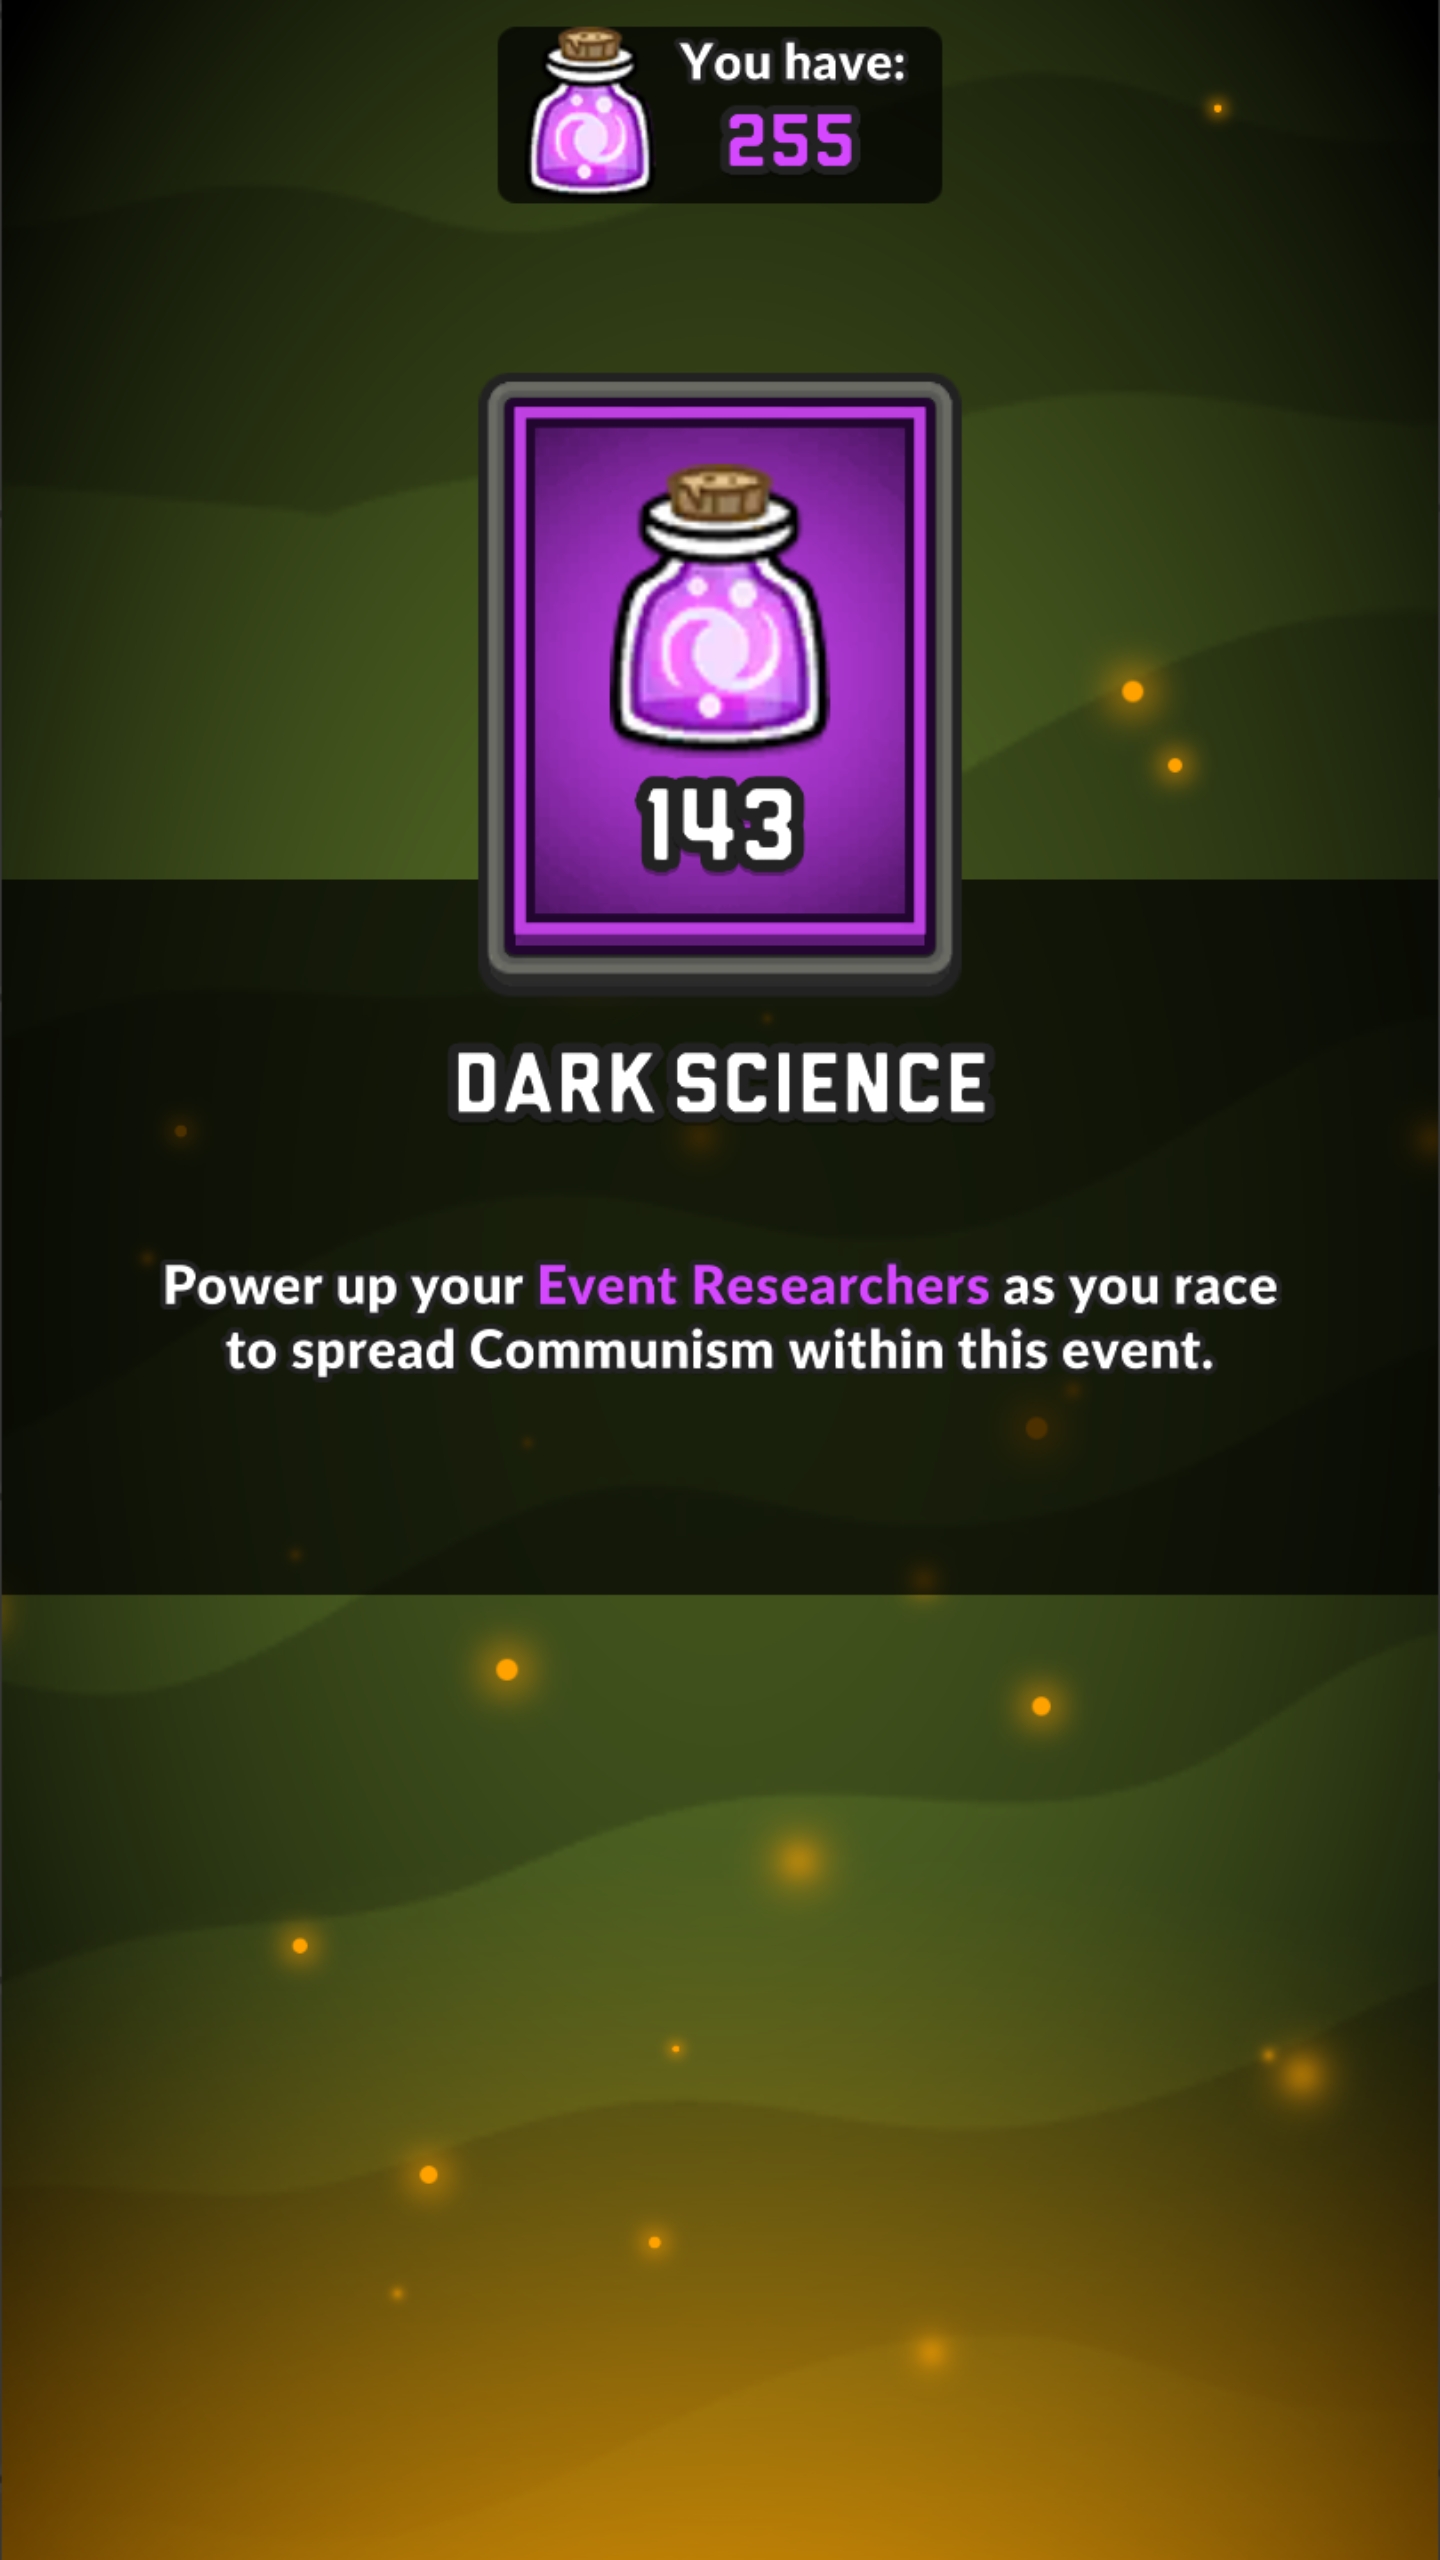 You have:
255
143
DARK SCIENCE
Power up your Event Researchers as you race
to spread Communism within this event.